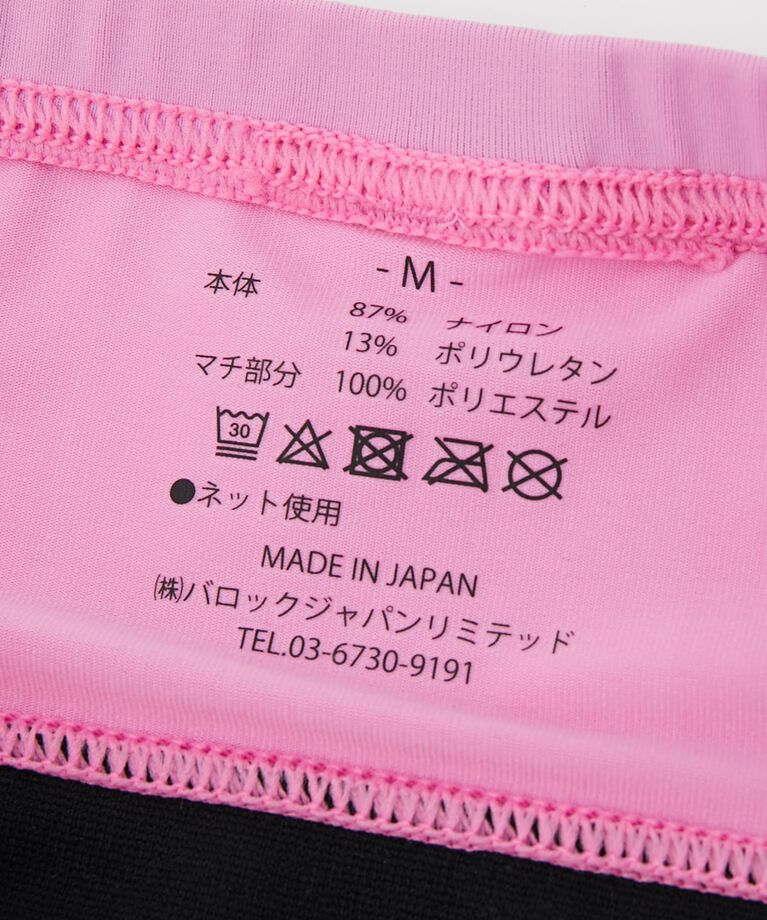 - M -
本体 87% ナイロン
13% ポリウレタン
マチ部分 100% ポリエステル
30
●ネット使用
MADE IN JAPAN
㈱バロックジャパンリミテッド
TEL.03-6730-9191